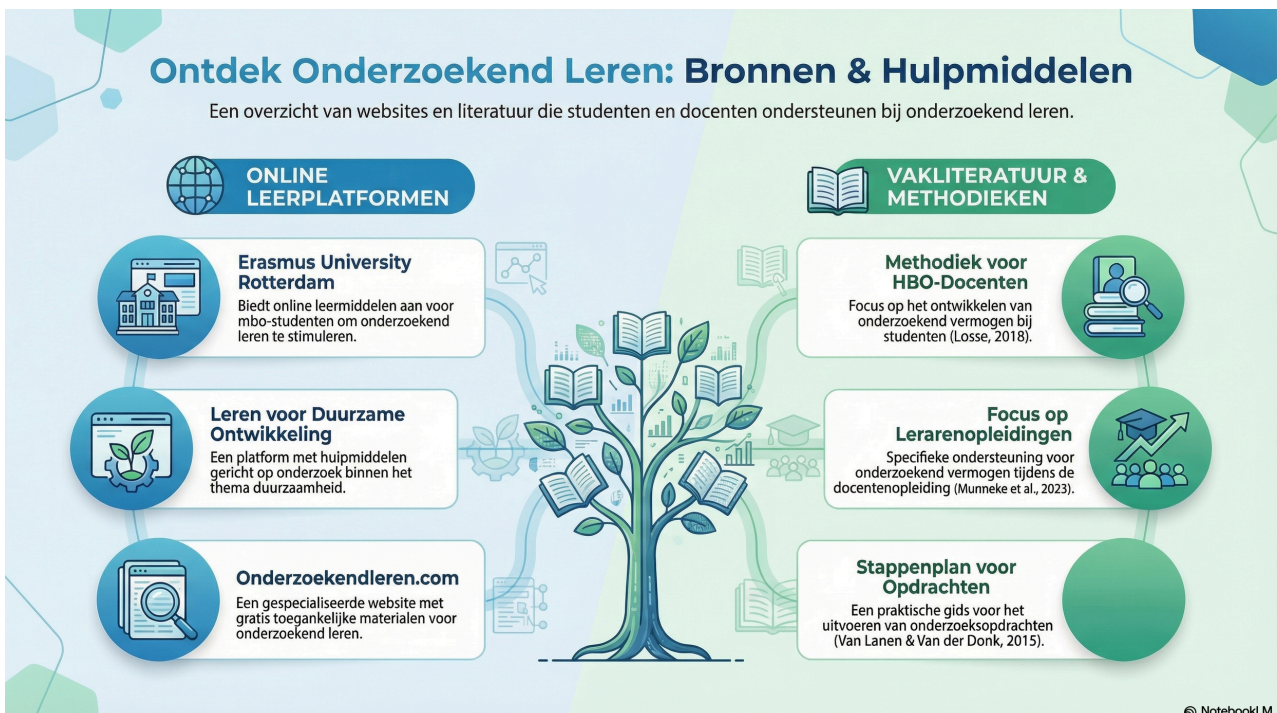 Ontdek Onderzoekend Leren: Bronnen & Hulpmiddelen
Een overzicht van websites en literatuur die studenten en docenten ondersteunen bij onderzoekend leren.
ONLINE
LEERPLATFORMEN
Erasmus University
Rotterdam
Biedt online leermiddelen aan voor
mbo-studenten om onderzoekend
leren te stimuleren.
Leren voor Duurzame
Ontwikkeling
Een platform met huipmiddelen
gericht op onderzoek binnen het
thema duurzaamheid.
Onderzoekendleren.com
Een gespecialiseerde website met
gratis toegankelijke materialen voor
onderzoekend leren.
VAKLITERATUUR &
METHODIEKEN
Methodiek voor
HBO-Docenten
Focus op het ontwikkelen van
onderzoekend vermogen bij
studenten (Losse, 2018).
Focus op
Lerarenopleidingen
Specifieke ondersteuning voor
onderzoekend vermogen tijdens de
docentenopleiding (Munneke et al., 2023).
Stappenplan voor
Opdrachten
Een praktische gids voor het
uitvoeren van onderzoeksopdrachten
(Van Lanen & Van der Donk, 2015).
NotebookLM